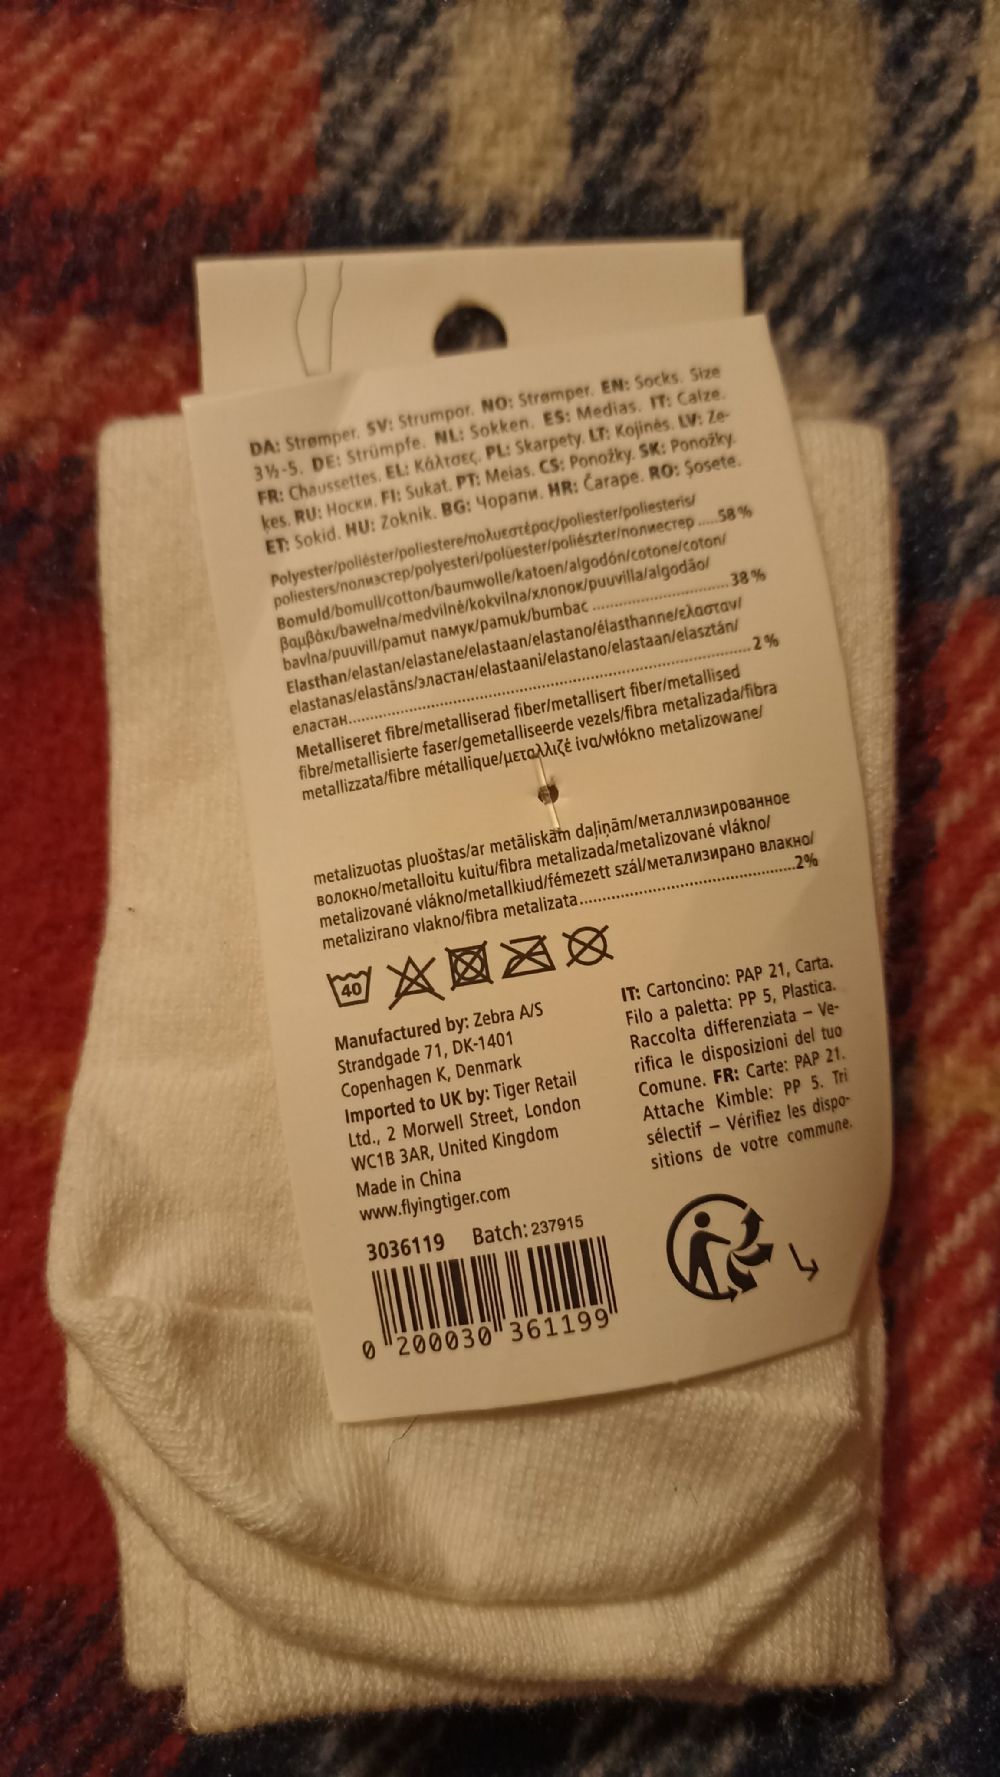 DA: Strømper. SV: Strumpor. NO: Strømper. EN: Socks. Size
3½-5. DE: Strümpfe. NL: Sokken. ES: Medias. IT: Calze.
FR: Chaussettes. EL: Κάλτσες. PL: Skarpety. LT: Kojinės. LV: Ze-
kes. RU: Носки. FI: Sukat. PT: Meias. CS: Ponožky. SK: Ponožky.
ET: Sokid. HU: Zoknik. BG: Чорапи. HR: Čarape. RO: Șosete.
Polyester/poliéster/poliestere/πολυεστέρας/poliester/poliesteris/
poliesters/полиэстер/polyesteri/polüester/poliészter/полиестер .....58%
Bomuld/bomull/cotton/baumwolle/katoen/algodón/cotone/coton/
βαμβάκι/bawełna/medvilnė/kokvilna/хлопок/puuvilla/algodão/
bavlna/puuvill/pamut памук/pamuk/bumbac ..............................38%
Elasthan/elastan/elastane/elastaan/elastano/élasthanne/ελασταν/
elastanas/elastāns/эластан/elastaani/elastano/elastaan/elasztán/
еластан...............................................................................2%
Metalliseret fibre/metalliserad fiber/metallisert fiber/metallised
fibre/metallisierte faser/gemetalliseerde vezels/fibra metalizada/fibra
metallizzata/fibre métallique/μεταλλιζέ ίνα/włókno metalizowane/
metalizuotas pluoštas/ar metāliskām daļiņām/металлизированное
волокно/metalloitu kuitu/fibra metalizada/metalizované vlákno/
metalizované vlákno/metallkiud/fémezett szál/метализирано влакно/
metalizirano vlakno/fibra metalizata..........................................2%
40
Manufactured by: Zebra A/S
Strandgade 71, DK-1401
Copenhagen K, Denmark
Imported to UK by: Tiger Retail
Ltd., 2 Morwell Street, London
WC1B 3AR, United Kingdom
Made in China
www.flyingtiger.com
IT: Cartoncino: PAP 21, Carta.
Filo a paletta: PP 5, Plastica.
Raccolta differenziata – Ve-
rifica le disposizioni del tuo
Comune. FR: Carte: PAP 21.
Attache Kimble: PP 5. Tri
sélectif – Vérifiez les dispo-
sitions de votre commune.
3036119 Batch: 237915
0 200030 361199